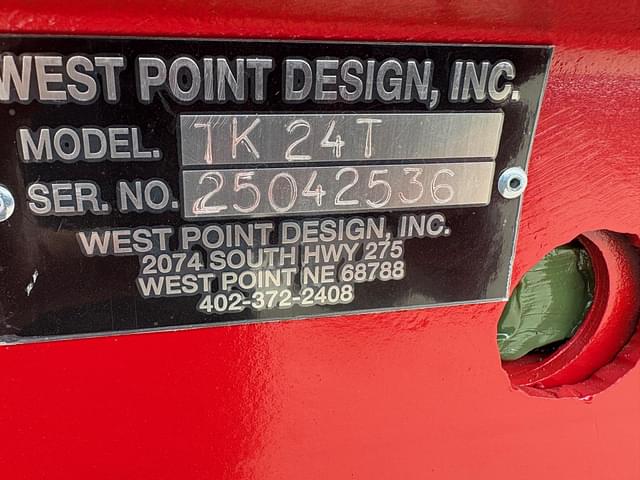 WEST POINT DESIGN, INC.
MODEL. 1K 24T
SER. NO. 25042536
WEST POINT DESIGN, INC.
2074 SOUTH HWY 275
WEST POINT NE 68788
402-372-2408